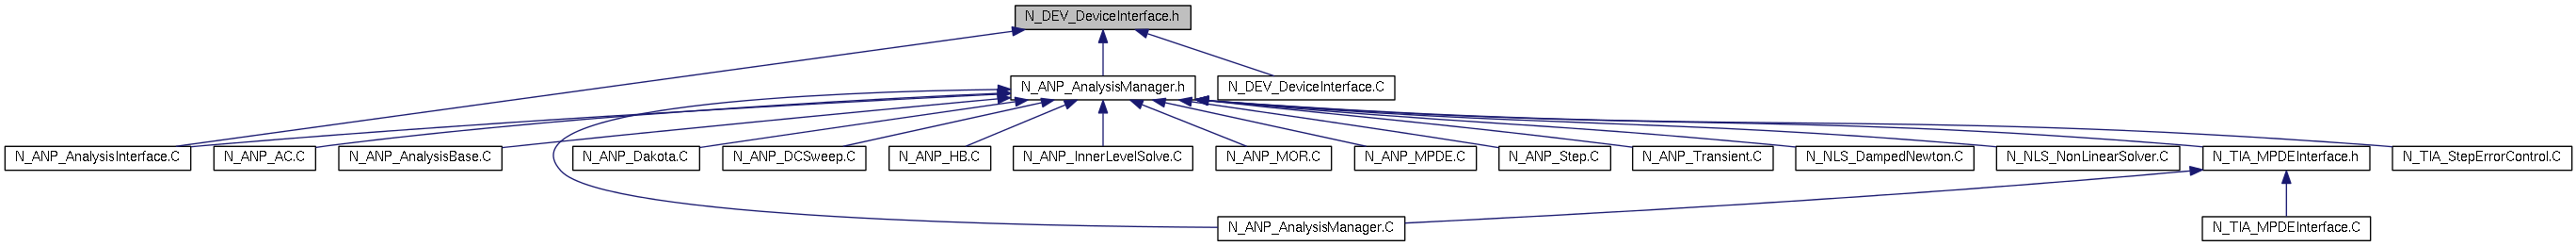 N_DEV_DeviceInterface.h
N_ANP_AnalysisManager.h
N_DEV_DeviceInterface.C
N_ANP_AnalysisInterface.C
N_ANP_AC.C
N_ANP_AnalysisBase.C
N_ANP_Dakota.C
N_ANP_DCSweep.C
N_ANP_HB.C
N_ANP_InnerLevelSolve.C
N_ANP_MOR.C
N_ANP_MPDE.C
N_ANP_Step.C
N_ANP_Transient.C
N_NLS_DampedNewton.C
N_NLS_NonLinearSolver.C
N_TIA_MPDEInterface.h
N_TIA_StepErrorControl.C
N_ANP_AnalysisManager.C
N_TIA_MPDEInterface.C